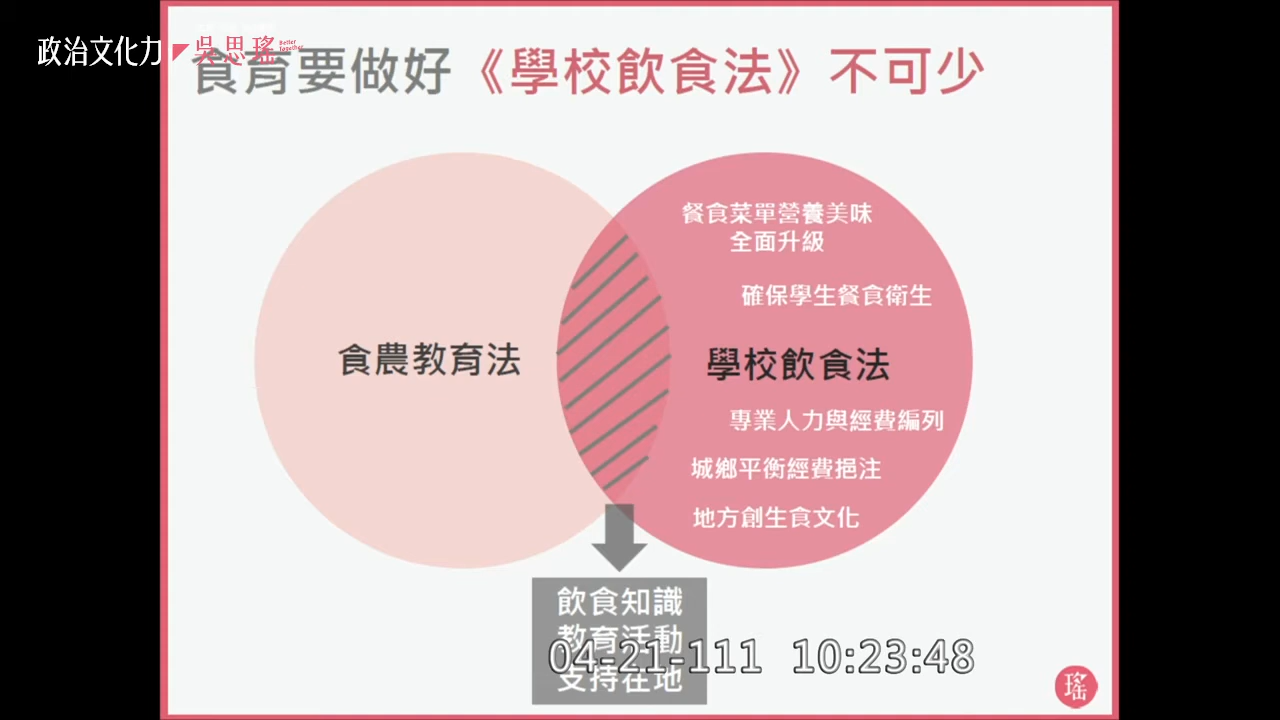 政治文化力 吳思瑤 Better Together
食育要做好《學校飲食法》不可少
餐食菜單營養美味
全面升級
確保學生餐食衛生
食農教育法
學校飲食法
專業人力與經費編列
城鄉平衡經費挹注
地方創生食文化
飲食知識
教育活動
支持在地
04-21-111 10:23:48
瑤